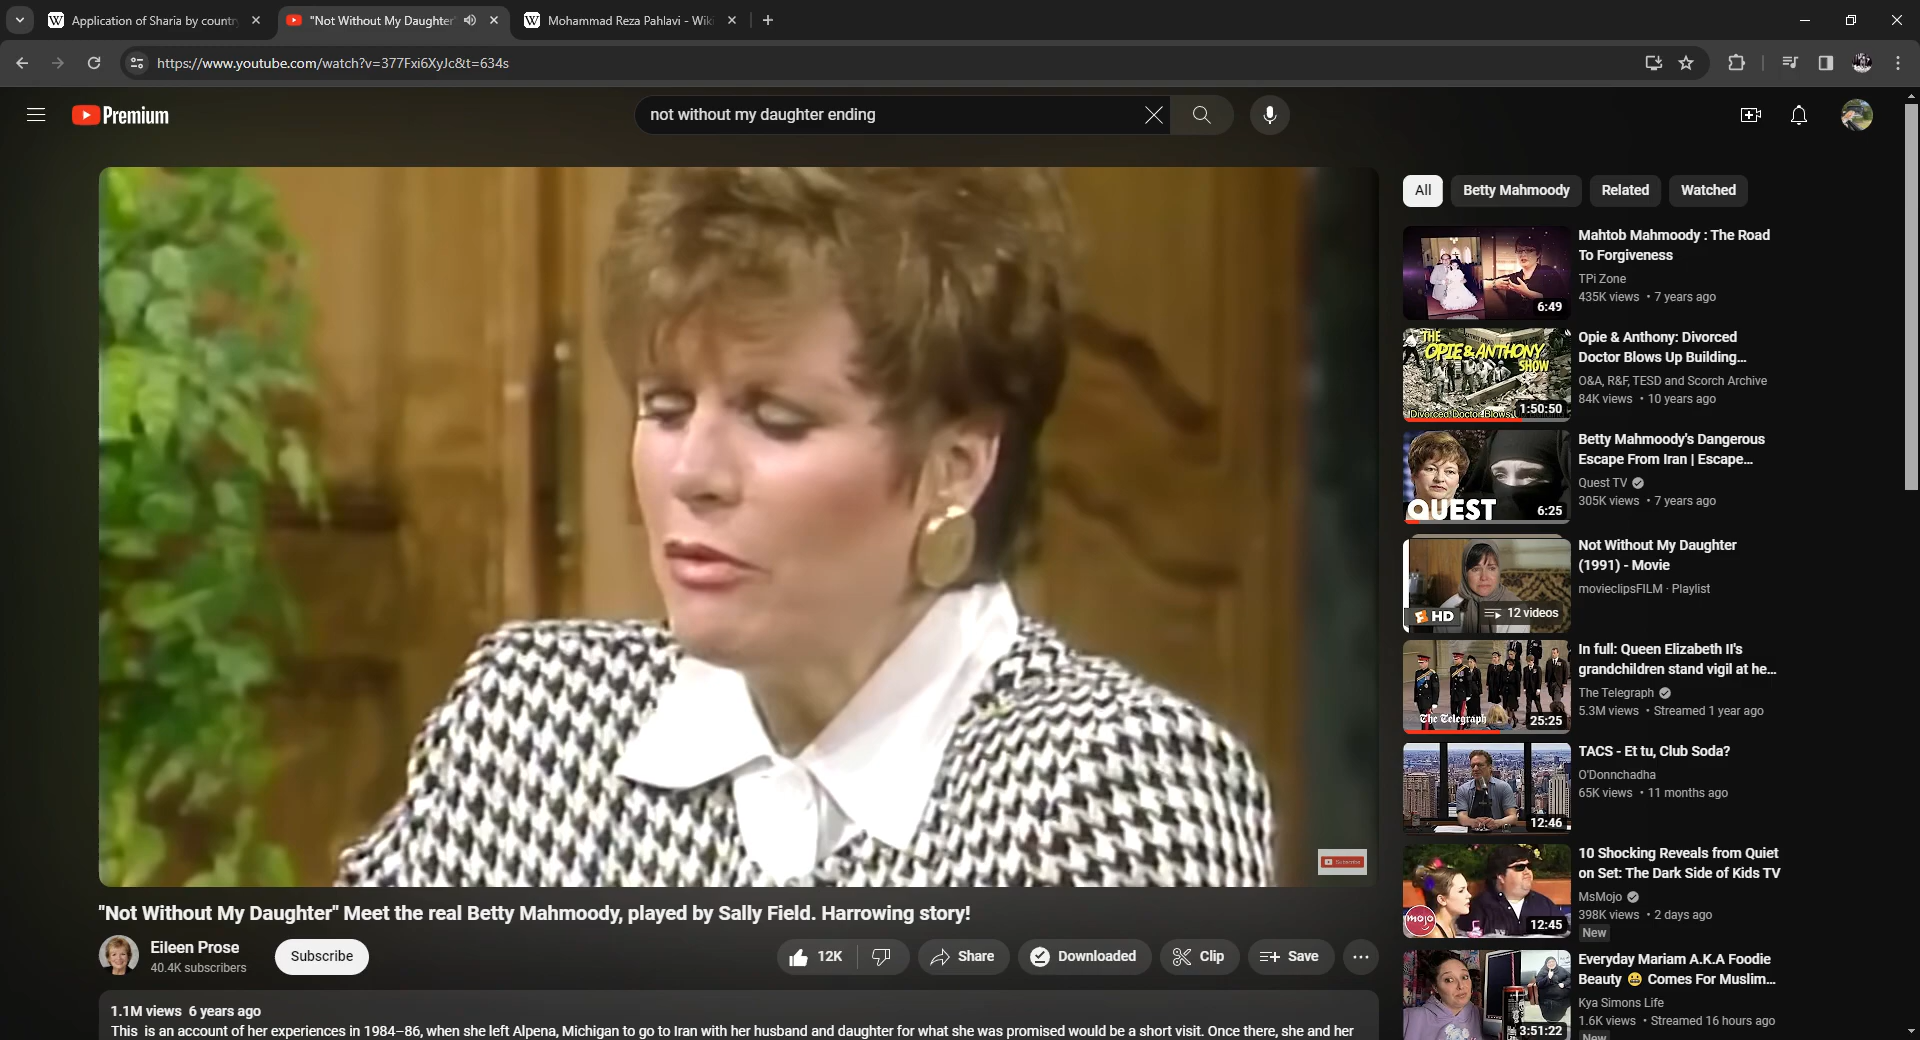 Application of Sharia by countr
"Not Without My Daughter"
Mohammad Reza Pahlavi - Wiki
https://www.youtube.com/watch?v=377Fxi6XyJc&t=634s
Premium
not without my daughter ending
All
Betty Mahmoody
Related
Watched
Mahtob Mahmoody : The Road
To Forgiveness
TPi Zone
435K views • 7 years ago
6:49
THE
OPIE & ANTHONY
SHOW
Divorced Doctor Blows U
1:50:50
Opie & Anthony: Divorced
Doctor Blows Up Building...
O&A, R&F, TESD and Scorch Archive
84K views • 10 years ago
QUEST
6:25
Betty Mahmoody's Dangerous
Escape From Iran | Escape...
Quest TV
305K views • 7 years ago
HD
12 videos
Not Without My Daughter
(1991) - Movie
movieclipsFILM · Playlist
The Telegraph
25:25
In full: Queen Elizabeth II's
grandchildren stand vigil at he...
The Telegraph
5.3M views • Streamed 1 year ago
12:46
TACS - Et tu, Club Soda?
O'Donnchadha
65K views • 11 months ago
mojo
12:45
10 Shocking Reveals from Quiet
on Set: The Dark Side of Kids TV
MsMojo
398K views • 2 days ago
New
3:51:22
Everyday Mariam A.K.A Foodie
Beauty 😬 Comes For Muslim...
Kya Simons Life
1.6K views • Streamed 16 hours ago
New
Subscribe
"Not Without My Daughter" Meet the real Betty Mahmoody, played by Sally Field. Harrowing story!
Eileen Prose
40.4K subscribers
Subscribe
12K
Share
Downloaded
Clip
Save
1.1M views 6 years ago
This is an account of her experiences in 1984–86, when she left Alpena, Michigan to go to Iran with her husband and daughter for what she was promised would be a short visit. Once there, she and her